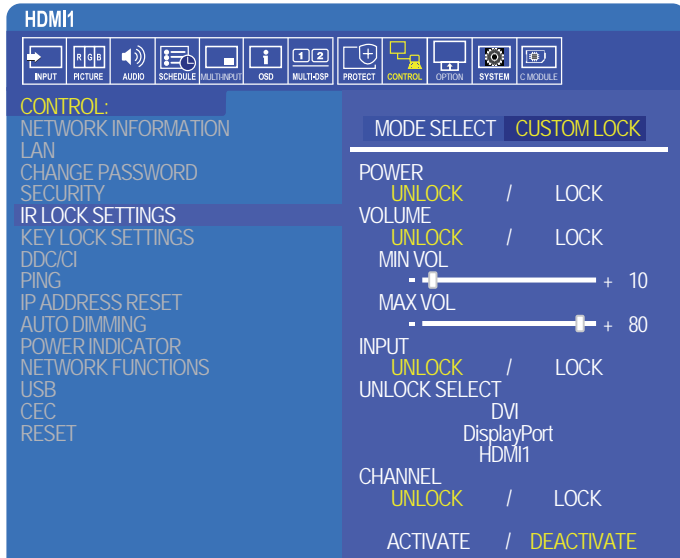 HDMI1
INPUT
RGB
PICTURE
AUDIO
SCHEDULE
MULTI-INPUT
i
OSD
1 2
MULTI-DSP
PROTECT
CONTROL
OPTION
SYSTEM
C MODULE
CONTROL:
NETWORK INFORMATION
LAN
CHANGE PASSWORD
SECURITY
IR LOCK SETTINGS
KEY LOCK SETTINGS
DDC/CI
PING
IP ADDRESS RESET
AUTO DIMMING
POWER INDICATOR
NETWORK FUNCTIONS
USB
CEC
RESET
MODE SELECT CUSTOM LOCK
POWER
UNLOCK / LOCK
VOLUME
UNLOCK / LOCK
MIN VOL
- + 10
MAX VOL
- + 80
INPUT
UNLOCK / LOCK
UNLOCK SELECT
DVI
DisplayPort
HDMI1
CHANNEL
UNLOCK / LOCK
ACTIVATE / DEACTIVATE